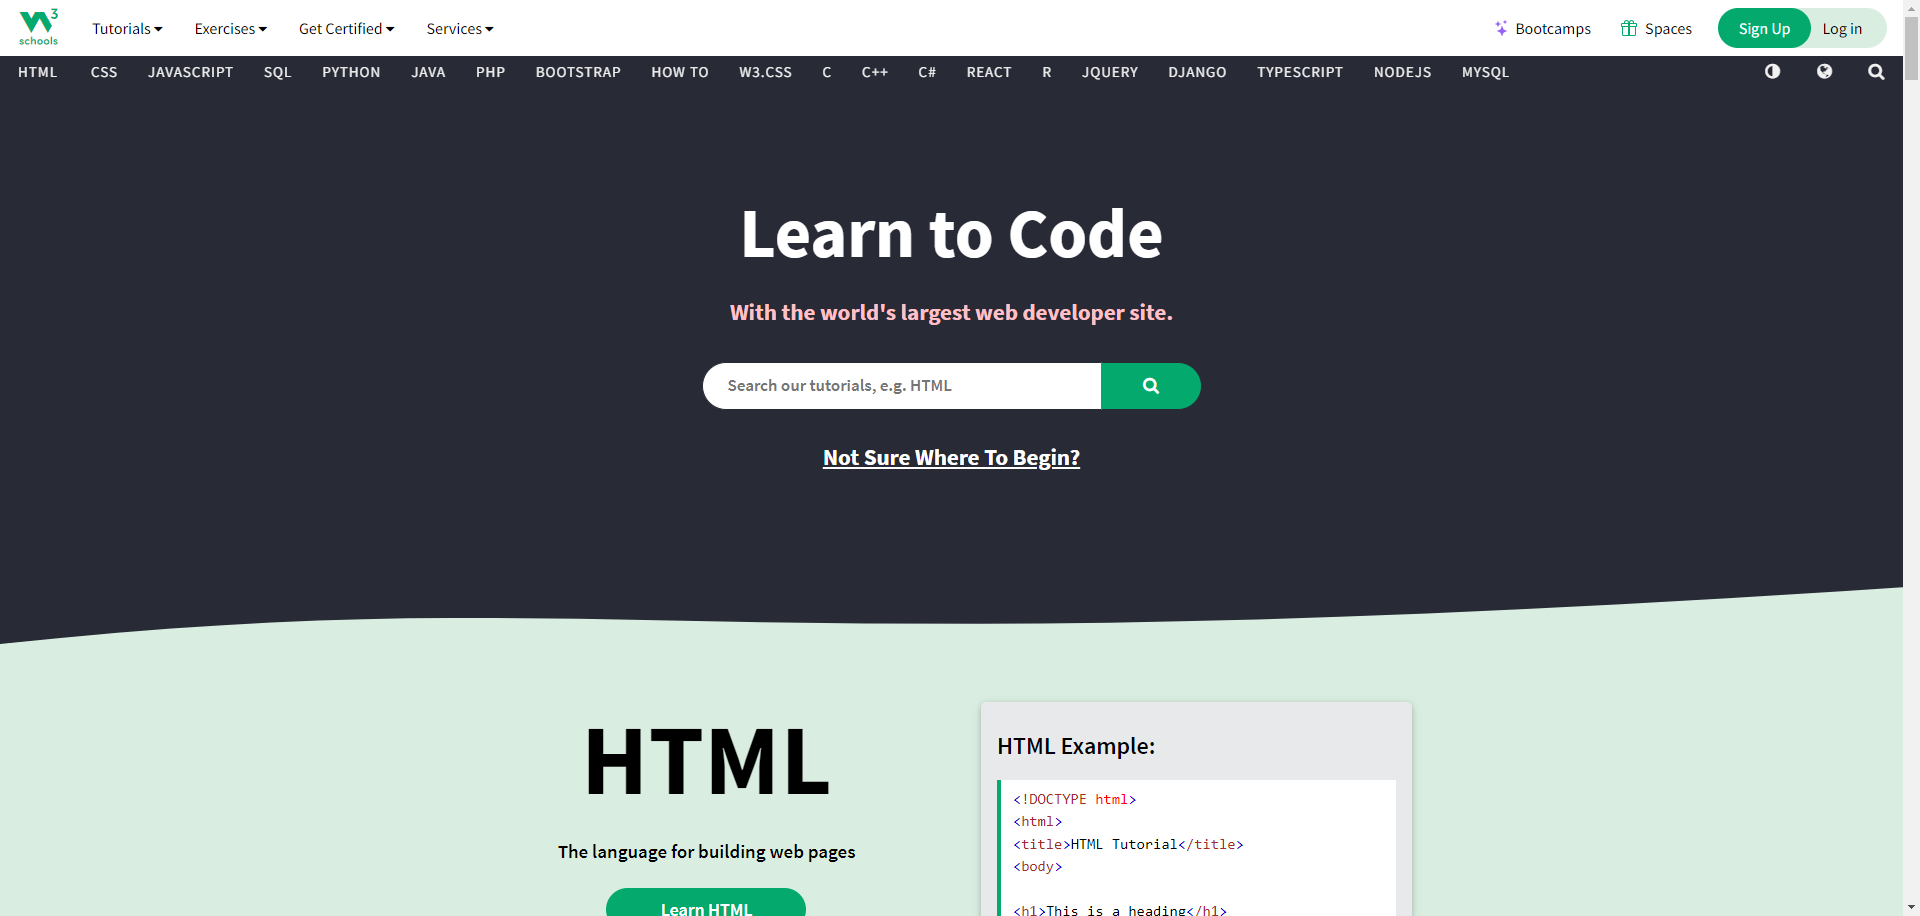 3
schools
Tutorials Exercises Get Certified Services Bootcamps Spaces Sign Up Log in
HTML CSS JAVASCRIPT SQL PYTHON JAVA PHP BOOTSTRAP HOW TO W3.CSS C C++ C# REACT R JQUERY DJANGO TYPESCRIPT NODEJS MYSQL
Learn to Code
With the world's largest web developer site.
Search our tutorials, e.g. HTML
Not Sure Where To Begin?
HTML
The language for building web pages
Learn HTML
HTML Example:
<!DOCTYPE html>
<html>
<title>HTML Tutorial</title>
<body>
<h1>This is a heading</h1>